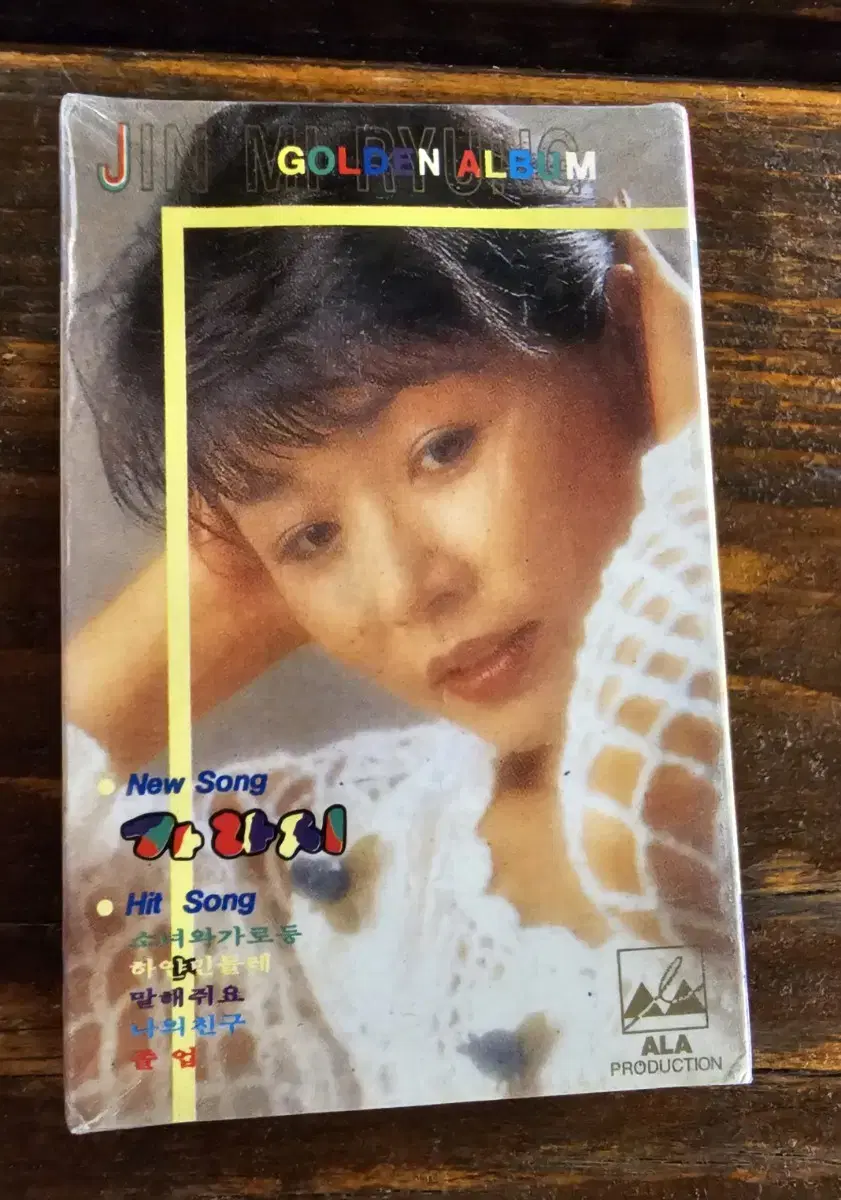 JIN MI RYUNG
GOLDEN ALBUM
New Song
가라지
Hit Song
소녀와가로등
하얀민들레
말해줘요
나의친구
졸업
ALA
PRODUCTION